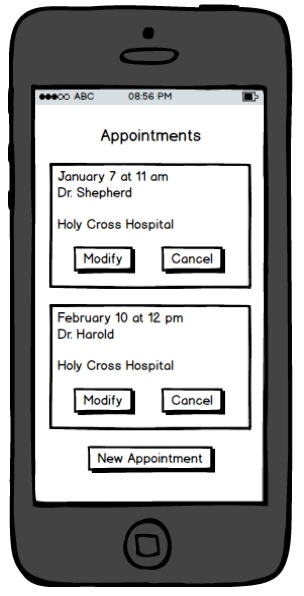 ABC 08:56 PM
Appointments
January 7 at 11 am
Dr. Shepherd
Holy Cross Hospital
Modify Cancel
February 10 at 12 pm
Dr. Harold
Holy Cross Hospital
Modify Cancel
New Appointment